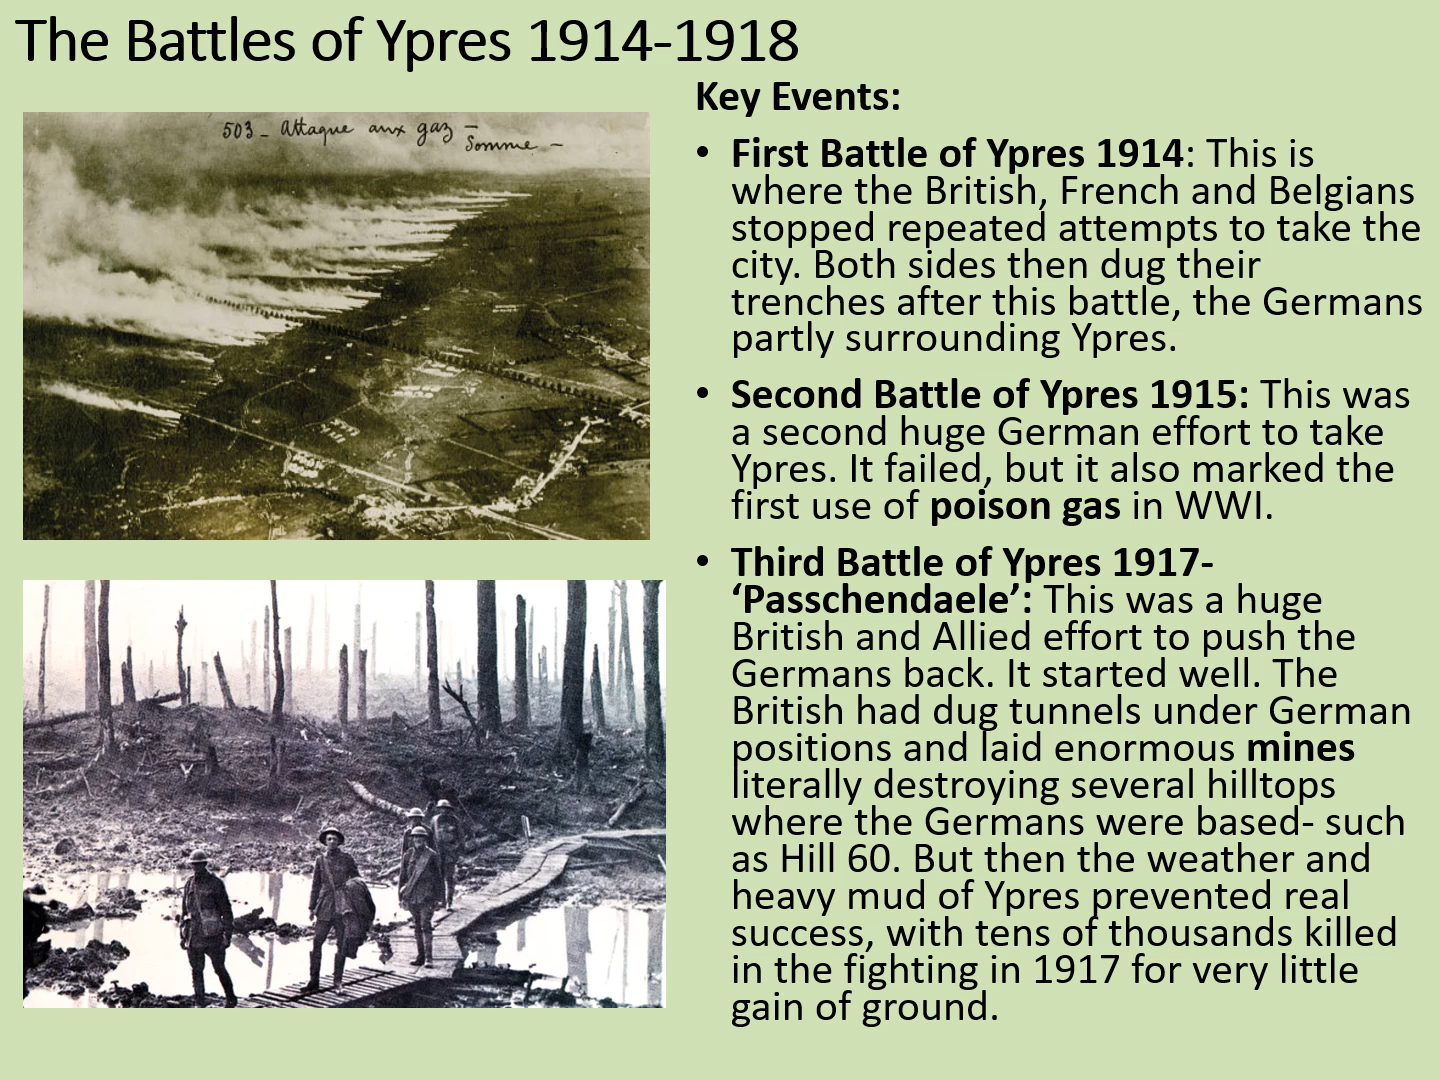 The Battles of Ypres 1914-1918
503 - Attaque aux gaz -
Somme -
Key Events:
• First Battle of Ypres 1914: This is
where the British, French and Belgians
stopped repeated attempts to take the
city. Both sides then dug their
trenches after this battle, the Germans
partly surrounding Ypres.
• Second Battle of Ypres 1915: This was
a second huge German effort to take
Ypres. It failed, but it also marked the
first use of poison gas in WWI.
• Third Battle of Ypres 1917-
‘Passchendaele’: This was a huge
British and Allied effort to push the
Germans back. It started well. The
British had dug tunnels under German
positions and laid enormous mines
literally destroying several hilltops
where the Germans were based- such
as Hill 60. But then the weather and
heavy mud of Ypres prevented real
success, with tens of thousands killed
in the fighting in 1917 for very little
gain of ground.